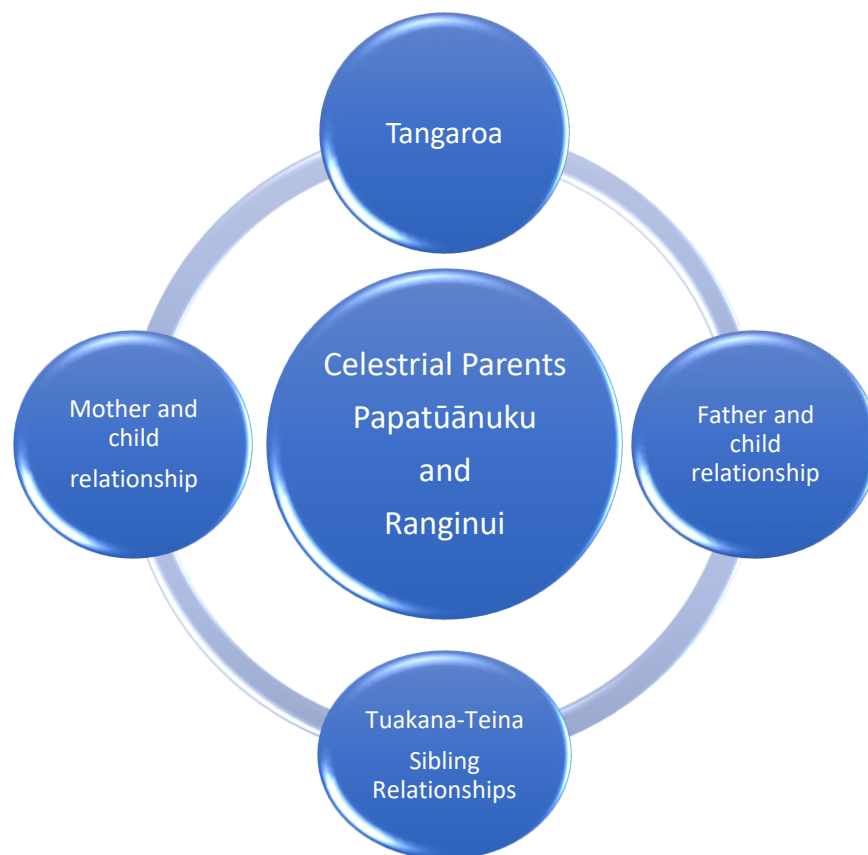 Tangaroa
Celestrial Parents
Papatūānuku
and
Ranginui
Mother and
child
relationship
Father and
child
relationship
Tuakana-Teina
Sibling
Relationships